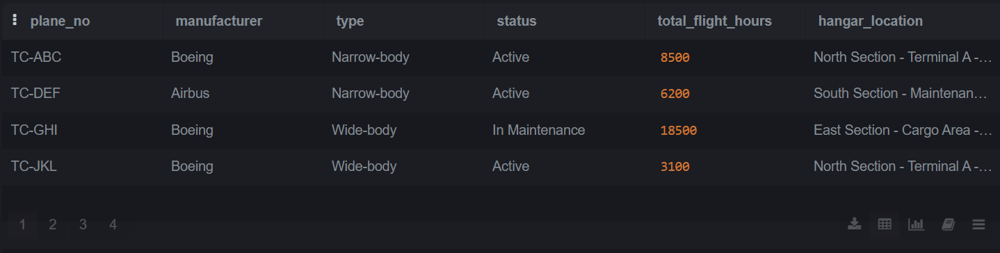 plane_no manufacturer type status total_flight_hours hangar_location
TC-ABC Boeing Narrow-body Active 8500 North Section - Terminal A -…
TC-DEF Airbus Narrow-body Active 6200 South Section - Maintenan…
TC-GHI Boeing Wide-body In Maintenance 18500 East Section - Cargo Area -…
TC-JKL Boeing Wide-body Active 3100 North Section - Terminal A -…
1 2 3 4